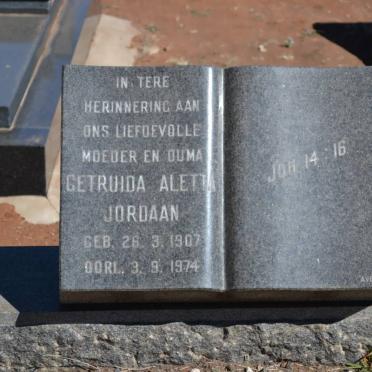 IN TERE
HERINNERING AAN
ONS LIEFDEVOLLE
MOEDER EN OUMA
GETRUIDA ALETTA
JORDAAN
GEB. 26. 3. 1907
OORL. 3. 9. 1974
JOH 14 : 16